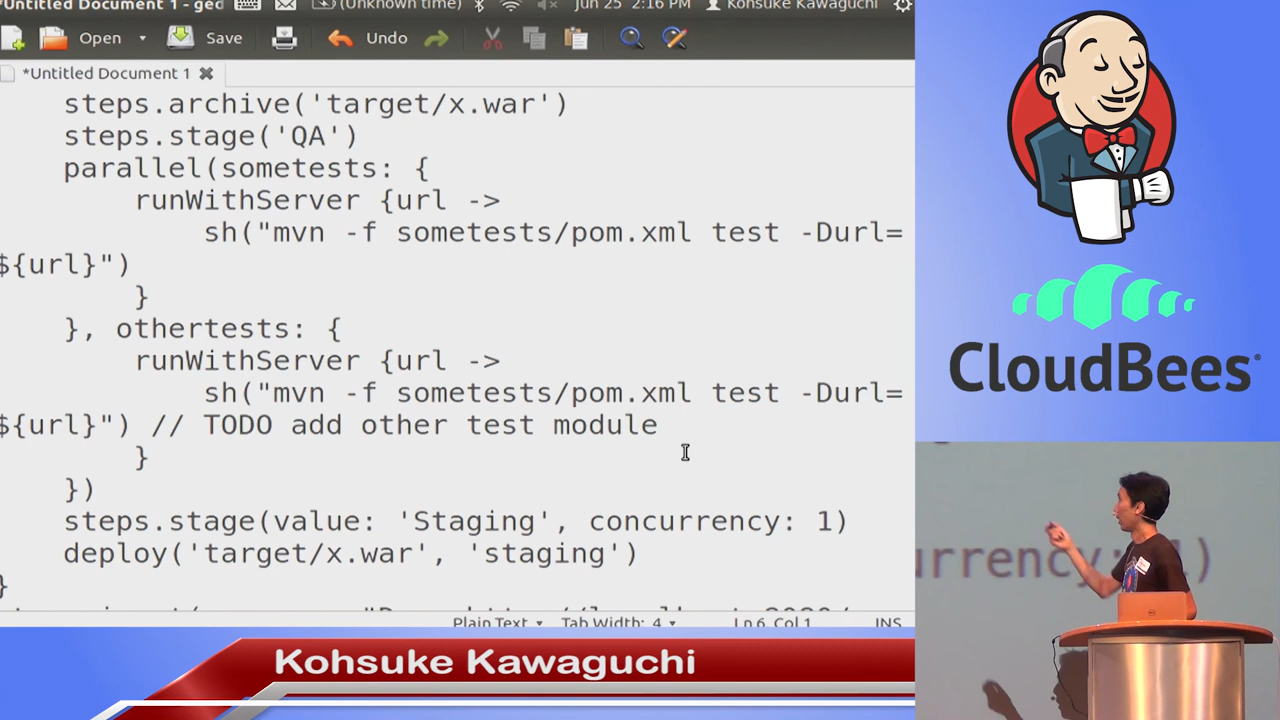 *Untitled Document 1 - ged
(Unknown time)
Jun 25 2:16 PM
Kohsuke Kawaguchi
Open
Save
Undo
*Untitled Document 1
steps.archive('target/x.war')
steps.stage('QA')
parallel(sometests: {
runWithServer {url ->
sh("mvn -f sometests/pom.xml test -Durl=
${url}")
}
}, othertests: {
runWithServer {url ->
sh("mvn -f sometests/pom.xml test -Durl=
${url}") // TODO add other test module
}
})
steps.stage(value: 'Staging', concurrency: 1)
deploy('target/x.war', 'staging')
}
Plain Text
Tab Width: 4
Ln 6, Col 1
INS
CloudBees
urrency: 1)
Kohsuke Kawaguchi